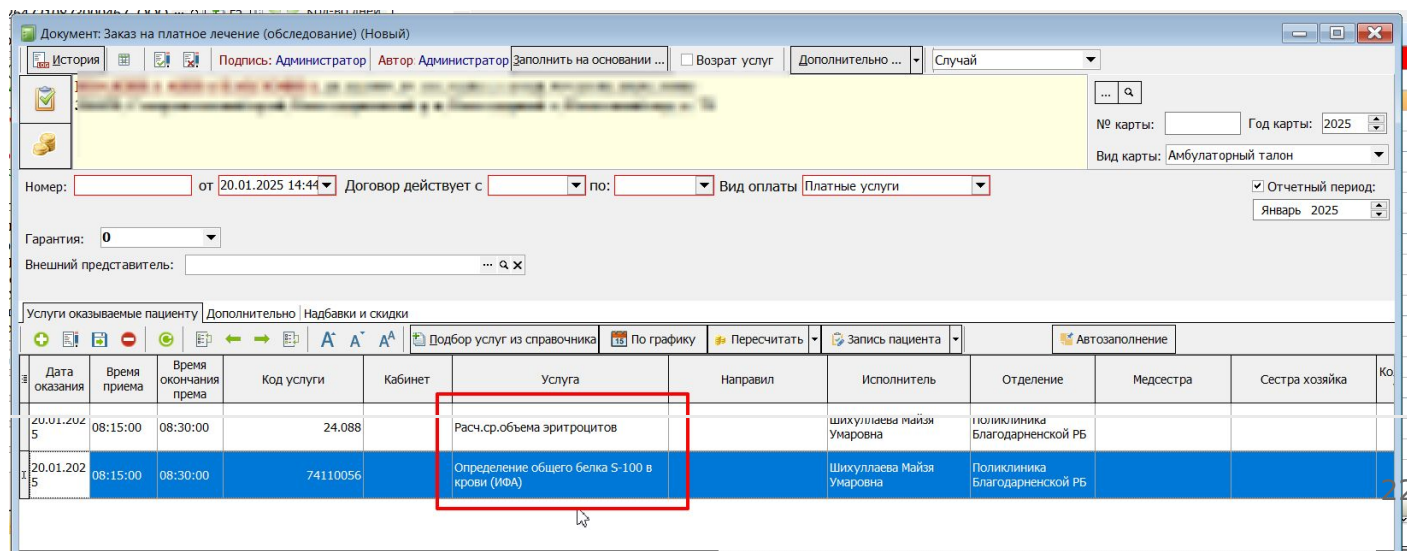 Документ: Заказ на платное лечение (обследование) (Новый)
История Подпись: Администратор Автор: Администратор Заполнить на основании ... Возрат услуг Дополнительно ... Случай
№ карты: Год карты: 2025
Вид карты: Амбулаторный талон
Номер: от 20.01.2025 14:44 Договор действует с по: Вид оплаты Платные услуги Отчетный период:
Январь 2025
Гарантия: 0
Внешний представитель:
Услуги оказываемые пациенту Дополнительно Надбавки и скидки
Подбор услуг из справочника По графику Пересчитать Запись пациента Автозаполнение
Дата оказания Время приема Время окончания према Код услуги Кабинет Услуга Направил Исполнитель Отделение Медсестра Сестра хозяйка
20.01.2025 08:15:00 08:30:00 24.088 Расч.ср.объема эритроцитов Шихуллаева Майзя Умаровна Поликлиника Благодарненской РБ
20.01.2025 08:15:00 08:30:00 74110056 Определение общего белка S-100 в крови (ИФА) Шихуллаева Майзя Умаровна Поликлиника Благодарненской РБ